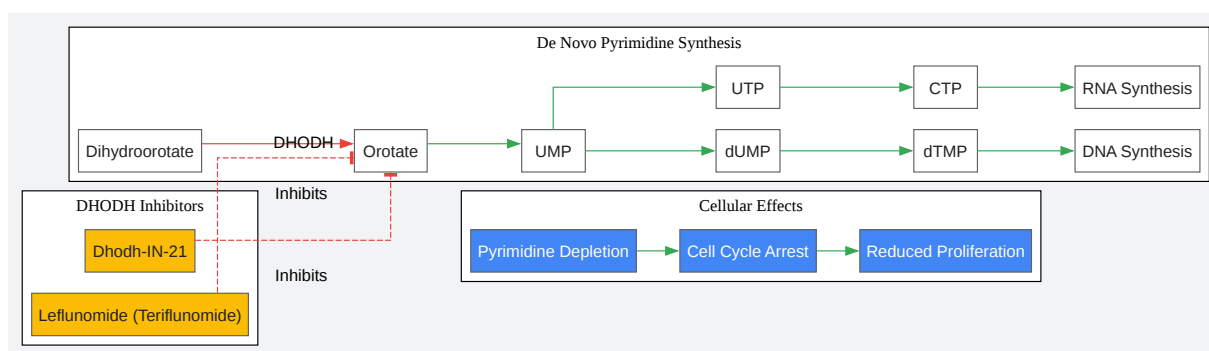 De Novo Pyrimidine Synthesis
UTP
CTP
RNA Synthesis
Dihydroorotate
DHODH
Orotate
UMP
dUMP
dTMP
DNA Synthesis
Inhibits
DHODH Inhibitors
Dhodh-IN-21
Inhibits
Leflunomide (Teriflunomide)
Cellular Effects
Pyrimidine Depletion
Cell Cycle Arrest
Reduced Proliferation